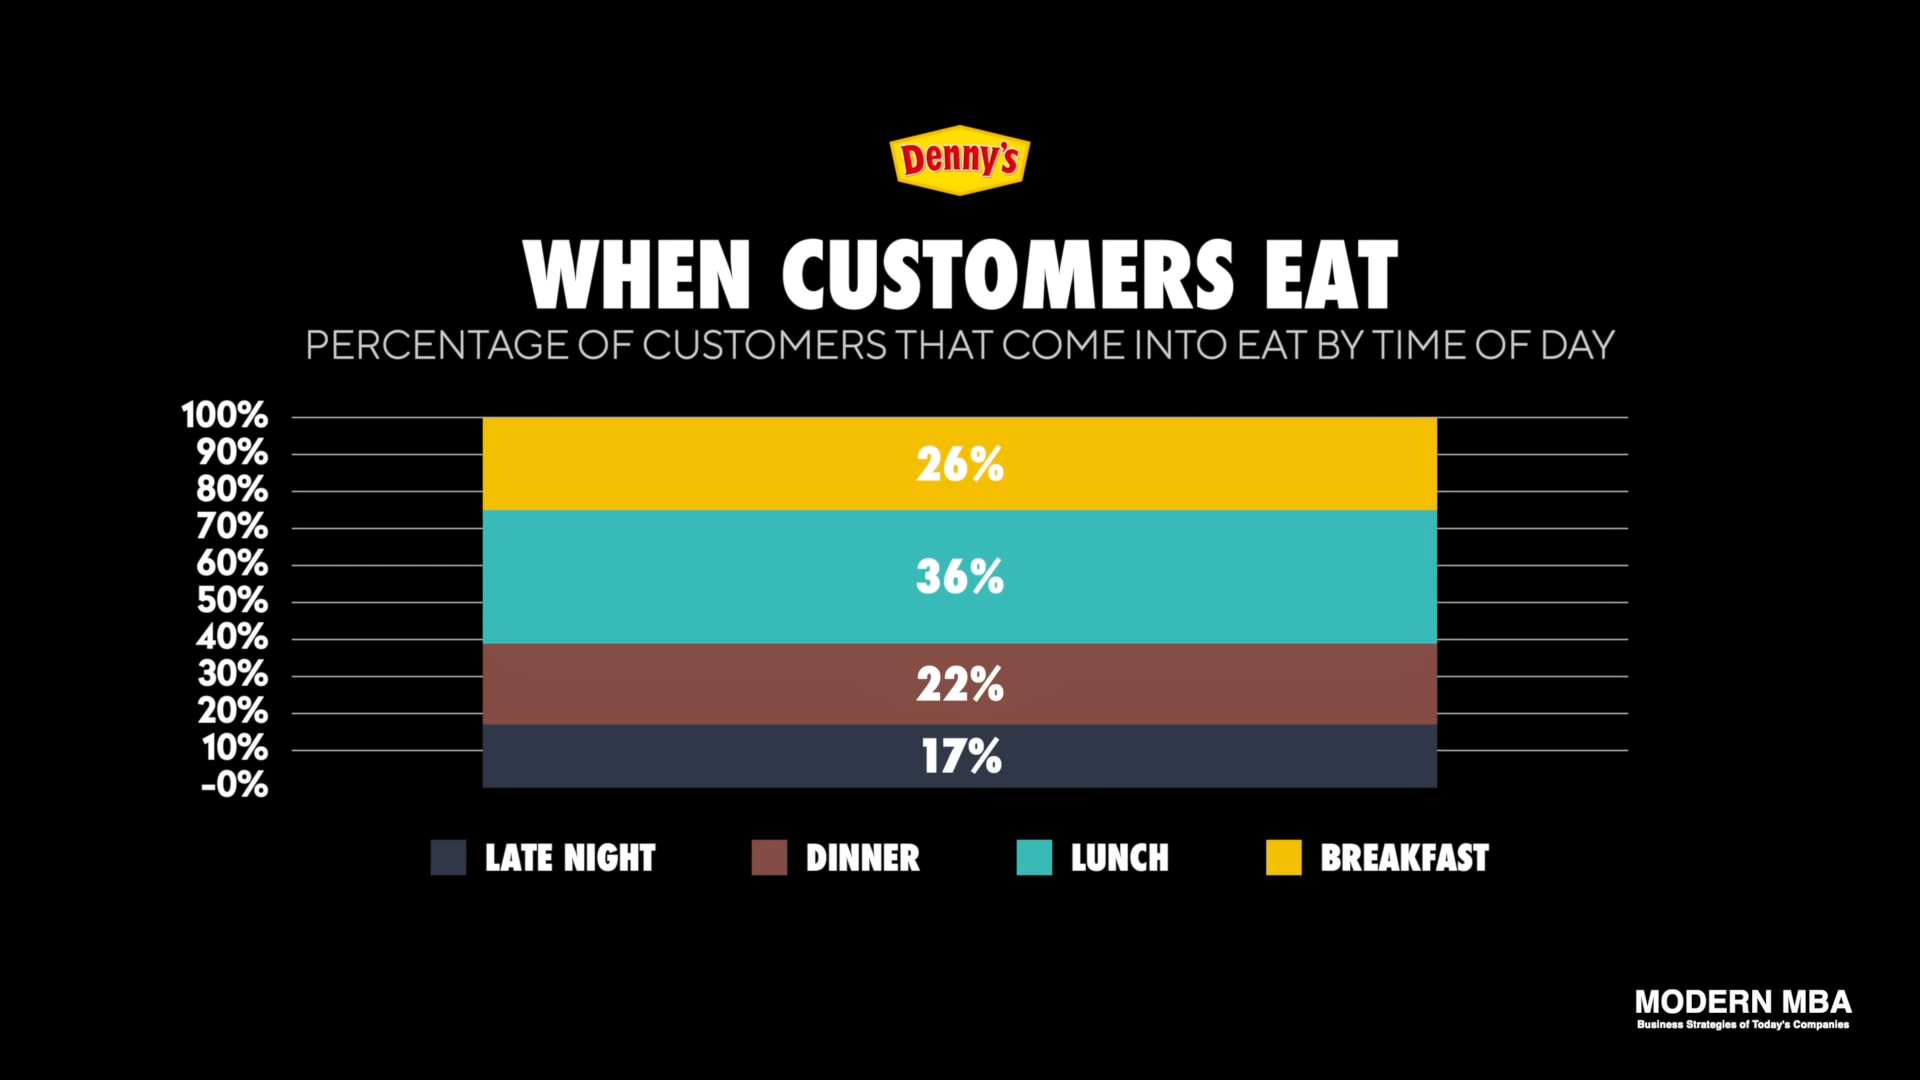 Denny's
WHEN CUSTOMERS EAT
PERCENTAGE OF CUSTOMERS THAT COME INTO EAT BY TIME OF DAY
100%
90%
80%
70%
60%
50%
40%
30%
20%
10%
-0%
26%
36%
22%
17%
LATE NIGHT
DINNER
LUNCH
BREAKFAST
MODERN MBA
Business Strategies of Today's Companies